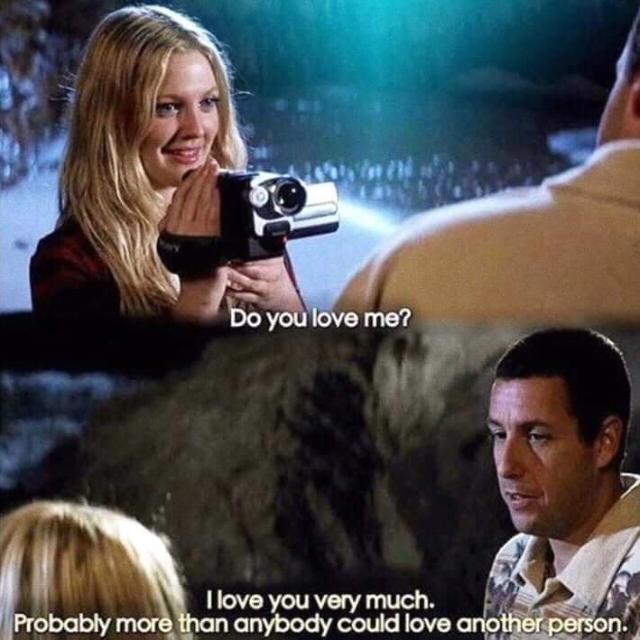 Do you love me?
I love you very much.
Probably more than anybody could love another person.